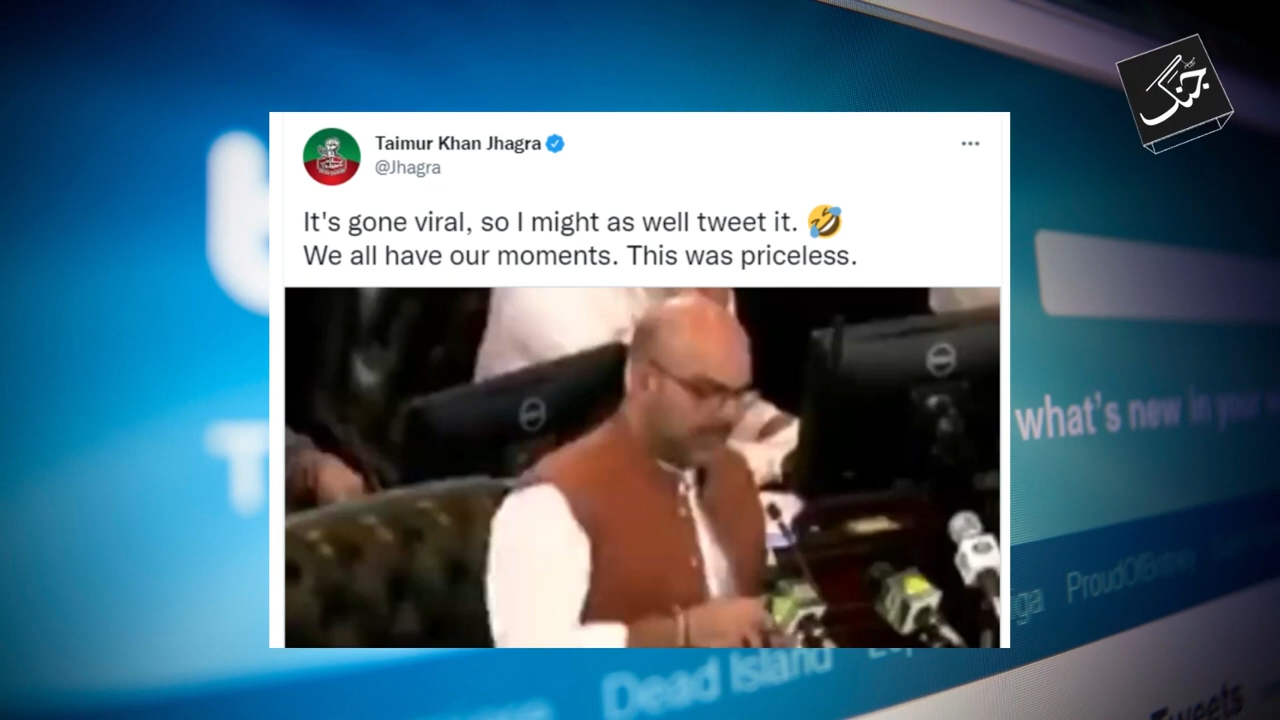 جنگ
Taimur Khan Jhagra
@Jhagra
It's gone viral, so I might as well tweet it. 🤣
We all have our moments. This was priceless.
what's new in your
ProudOfBritney
Dead Island
Tweets